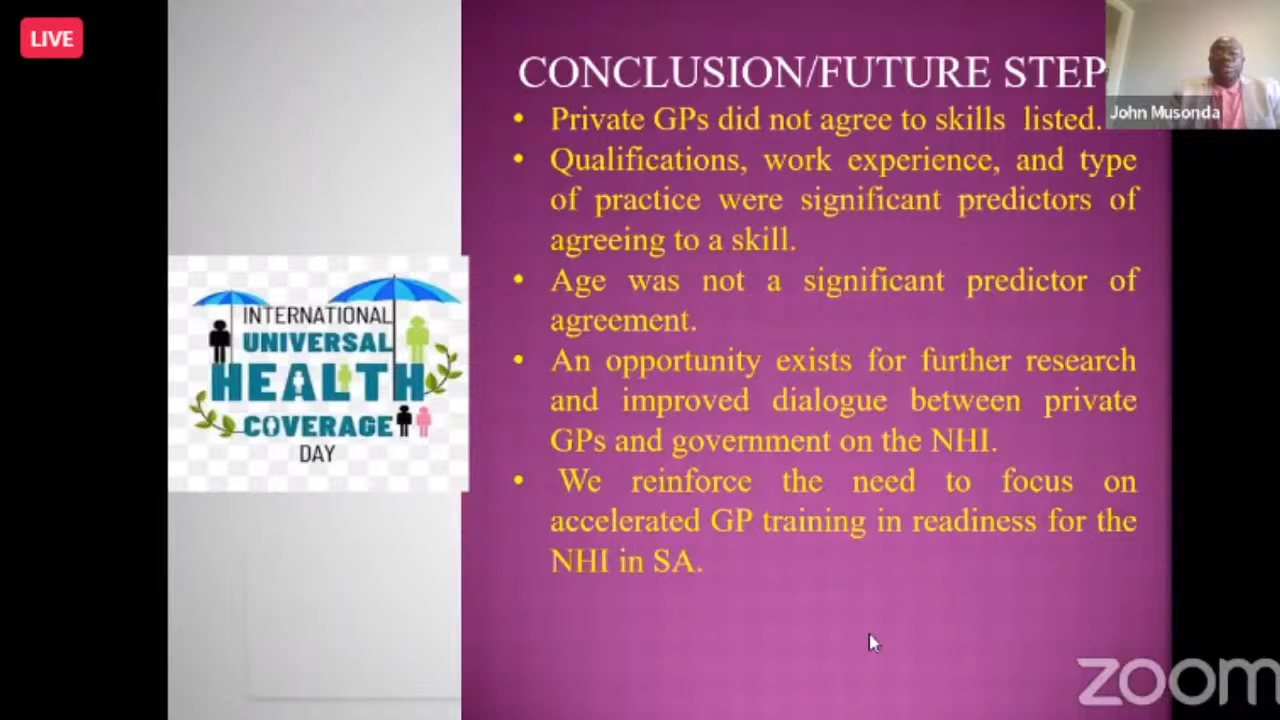 LIVE
CONCLUSION/FUTURE STEP
John Musonda
• Private GPs did not agree to skills listed.
• Qualifications, work experience, and type
of practice were significant predictors of
agreeing to a skill.
• Age was not a significant predictor of
agreement.
• An opportunity exists for further research
and improved dialogue between private
GPs and government on the NHI.
• We reinforce the need to focus on
accelerated GP training in readiness for the
NHI in SA.
INTERNATIONAL
UNIVERSAL
HEALTH
COVERAGE
DAY
zoom